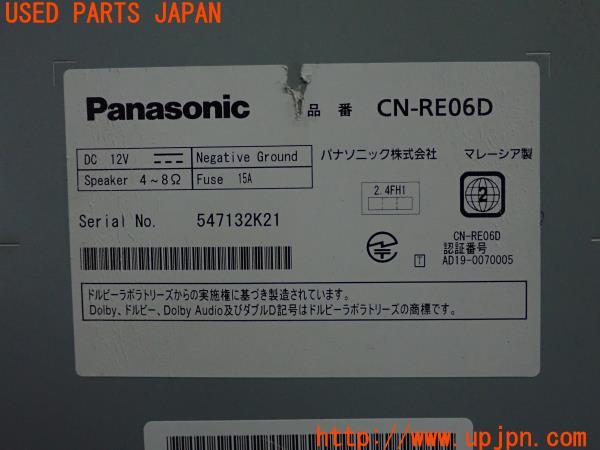 USED PARTS JAPAN
Panasonic 品番 CN-RE06D
DC 12V Negative Ground
Speaker 4~8Ω Fuse 15A
パナソニック株式会社 マレーシア製
2.4FH1
2
Serial No. 547132K21
CN-RE06D
認証番号
T AD19-0070005
ドルビーラボラトリーズからの実施権に基づき製造されています。
Dolby、ドルビー、Dolby Audio及びダブルD記号はドルビーラボラトリーズの商標です。
http://www.upjpn.com